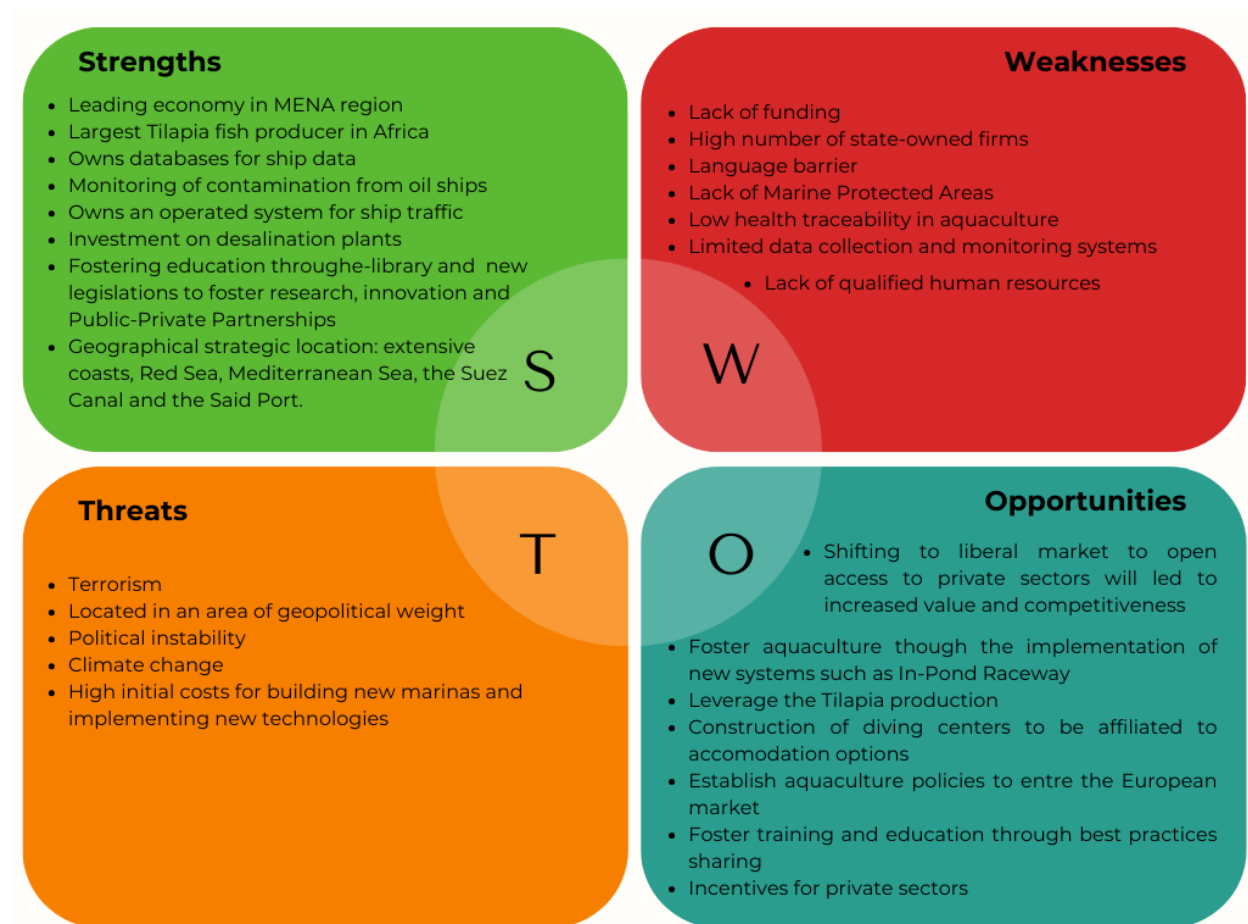 Strengths
• Leading economy in MENA region
• Largest Tilapia fish producer in Africa
• Owns databases for ship data
• Monitoring of contamination from oil ships
• Owns an operated system for ship traffic
• Investment on desalination plants
• Fostering education throughe-library and new
legislations to foster research, innovation and
Public-Private Partnerships
• Geographical strategic location: extensive
coasts, Red Sea, Mediterranean Sea, the Suez
Canal and the Said Port.
S
Weaknesses
• Lack of funding
• High number of state-owned firms
• Language barrier
• Lack of Marine Protected Areas
• Low health traceability in aquaculture
• Limited data collection and monitoring systems
• Lack of qualified human resources
W
Threats
• Terrorism
• Located in an area of geopolitical weight
• Political instability
• Climate change
• High initial costs for building new marinas and
implementing new technologies
T
Opportunities
O
• Shifting to liberal market to open
access to private sectors will led to
increased value and competitiveness
• Foster aquaculture though the implementation of
new systems such as In-Pond Raceway
• Leverage the Tilapia production
• Construction of diving centers to be affiliated to
accomodation options
• Establish aquaculture policies to entre the European
market
• Foster training and education through best practices
sharing
• Incentives for private sectors